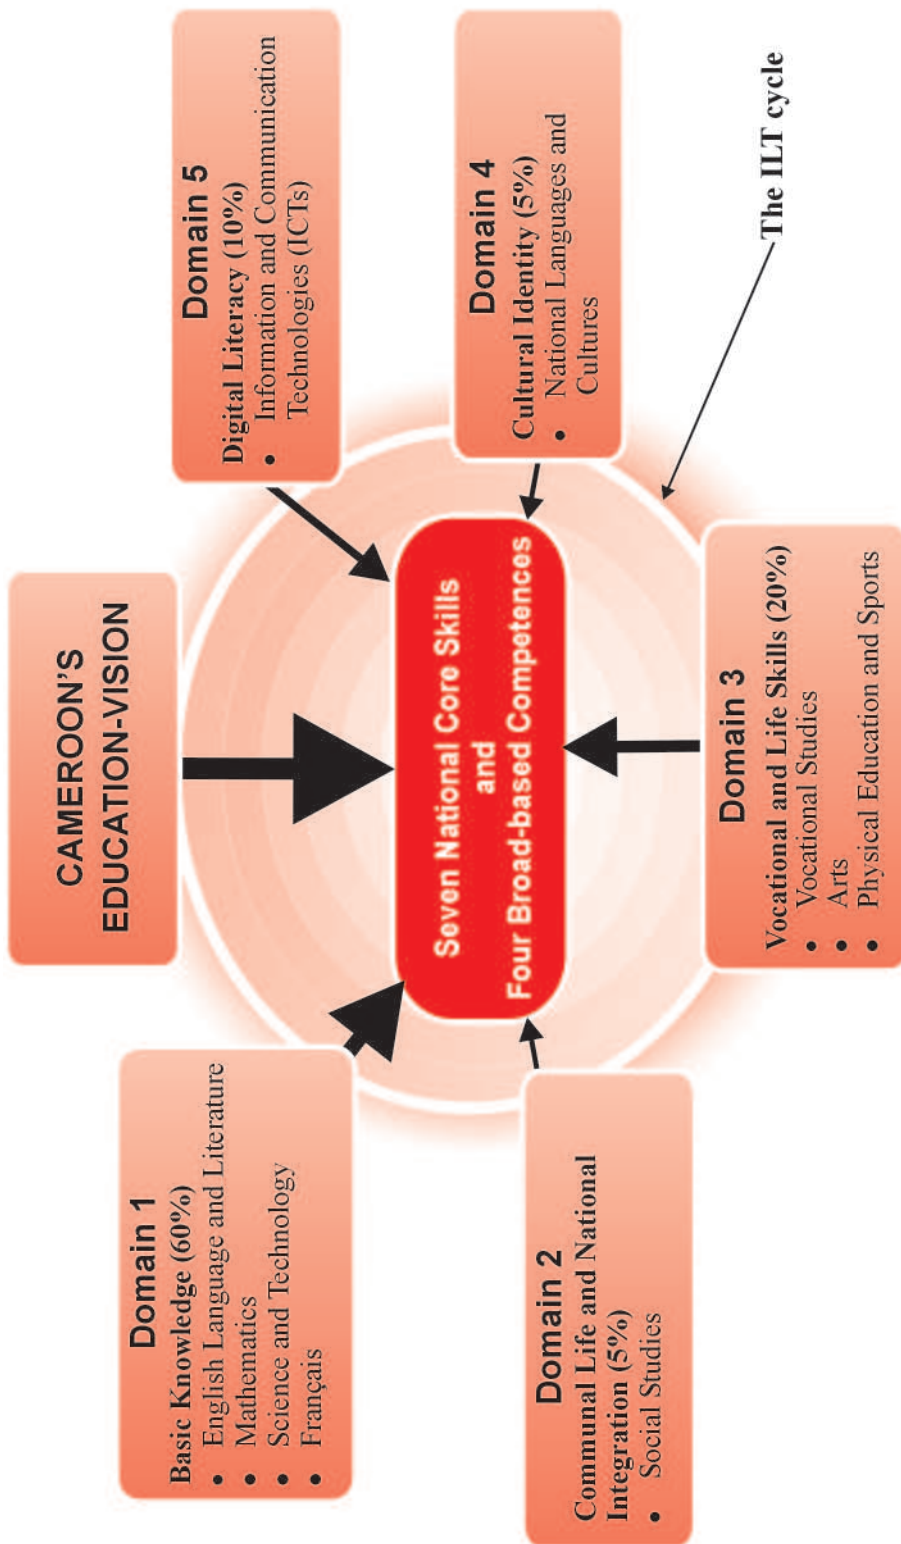 CAMEROON'S
EDUCATION-VISION
Domain 1
Basic Knowledge (60%)
• English Language and Literature
• Mathematics
• Science and Technology
• Français
Domain 5
Digital Literacy (10%)
• Information and Communication
Technologies (ICTs)
Seven National Core Skills
and
Four Broad-based Competences
Domain 2
Communal Life and National
Integration (5%)
• Social Studies
Domain 4
Cultural Identity (5%)
• National Languages and
Cultures
Domain 3
Vocational and Life Skills (20%)
• Vocational Studies
• Arts
• Physical Education and Sports
The ILT cycle